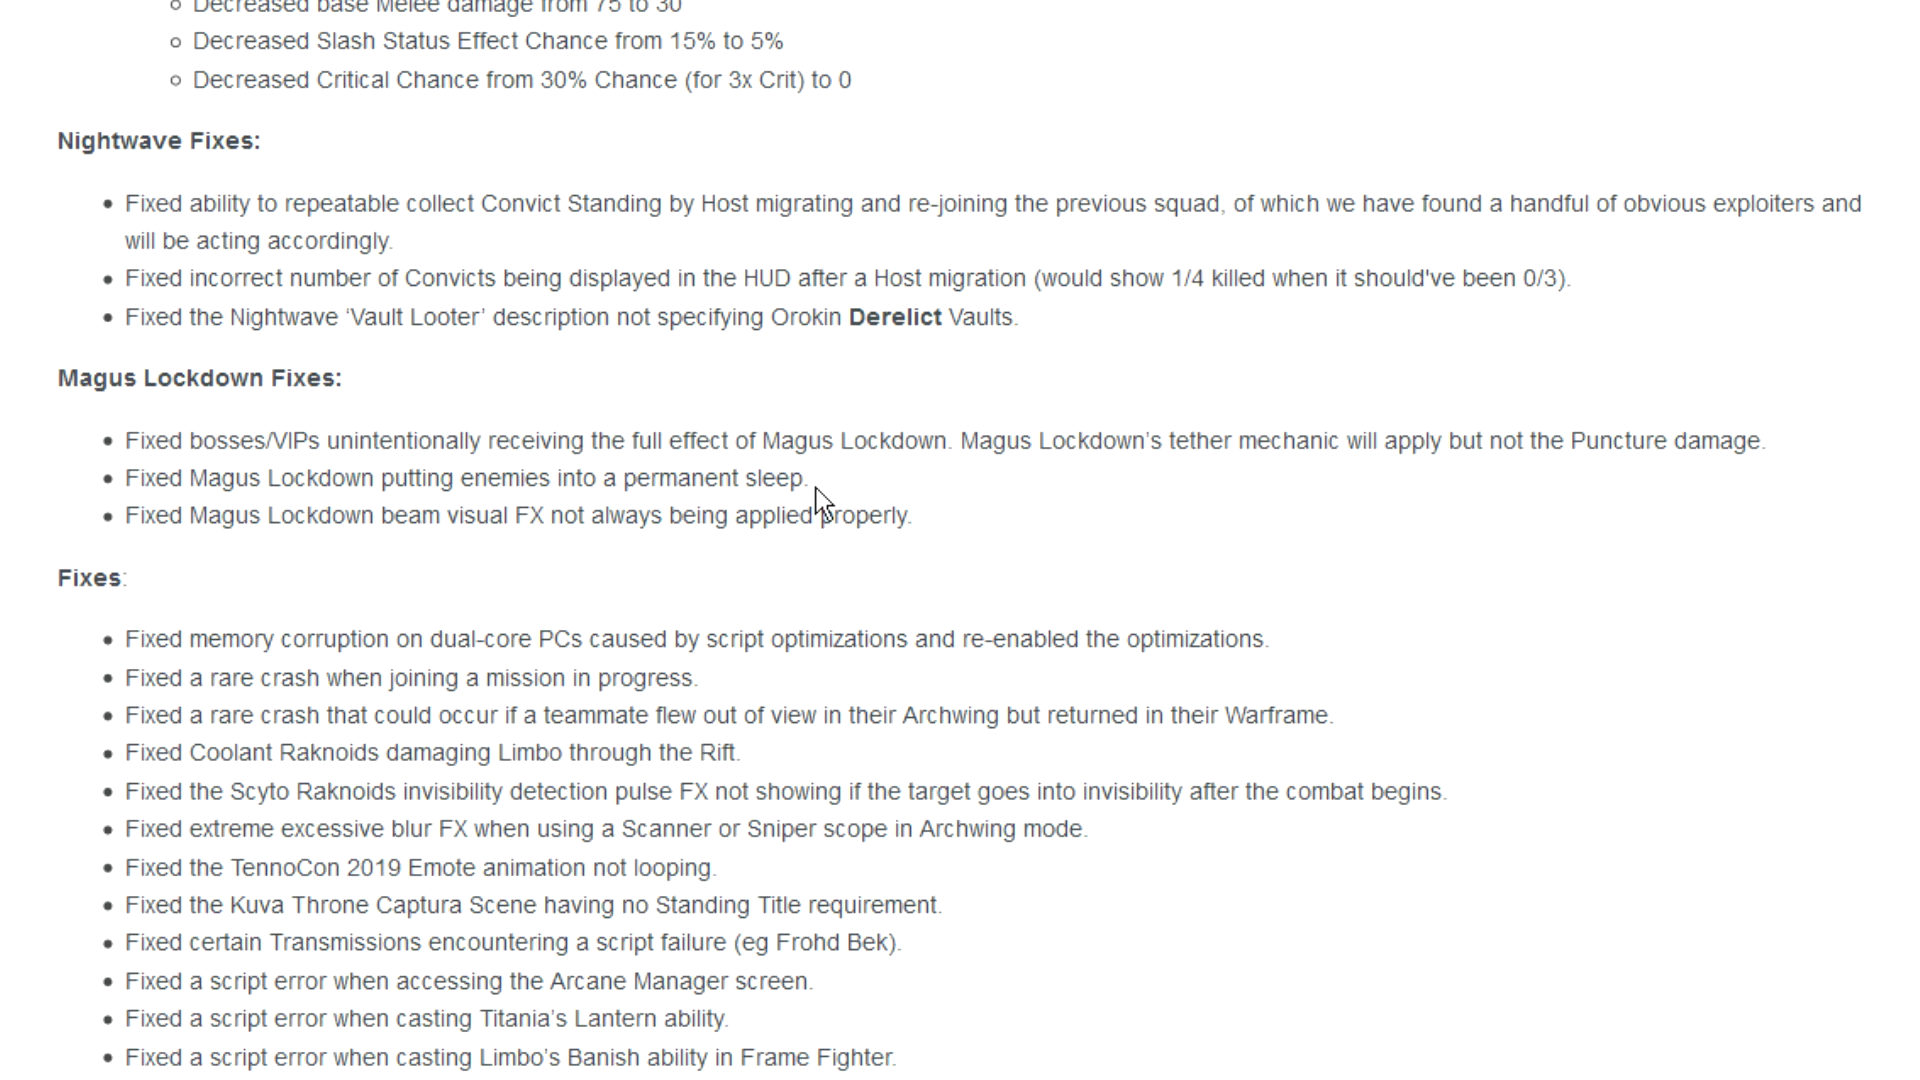 Decreased base Melee damage from 75 to 30
Decreased Slash Status Effect Chance from 15% to 5%
Decreased Critical Chance from 30% Chance (for 3x Crit) to 0
Nightwave Fixes:
Fixed ability to repeatable collect Convict Standing by Host migrating and re-joining the previous squad, of which we have found a handful of obvious exploiters and
will be acting accordingly.
Fixed incorrect number of Convicts being displayed in the HUD after a Host migration (would show 1/4 killed when it should've been 0/3).
Fixed the Nightwave ‘Vault Looter’ description not specifying Orokin Derelict Vaults.
Magus Lockdown Fixes:
Fixed bosses/VIPs unintentionally receiving the full effect of Magus Lockdown. Magus Lockdown’s tether mechanic will apply but not the Puncture damage.
Fixed Magus Lockdown putting enemies into a permanent sleep.
Fixed Magus Lockdown beam visual FX not always being applied properly.
Fixes:
Fixed memory corruption on dual-core PCs caused by script optimizations and re-enabled the optimizations.
Fixed a rare crash when joining a mission in progress.
Fixed a rare crash that could occur if a teammate flew out of view in their Archwing but returned in their Warframe.
Fixed Coolant Raknoids damaging Limbo through the Rift.
Fixed the Scyto Raknoids invisibility detection pulse FX not showing if the target goes into invisibility after the combat begins.
Fixed extreme excessive blur FX when using a Scanner or Sniper scope in Archwing mode.
Fixed the TennoCon 2019 Emote animation not looping.
Fixed the Kuva Throne Captura Scene having no Standing Title requirement.
Fixed certain Transmissions encountering a script failure (eg Frohd Bek).
Fixed a script error when accessing the Arcane Manager screen.
Fixed a script error when casting Titania’s Lantern ability.
Fixed a script error when casting Limbo’s Banish ability in Frame Fighter.